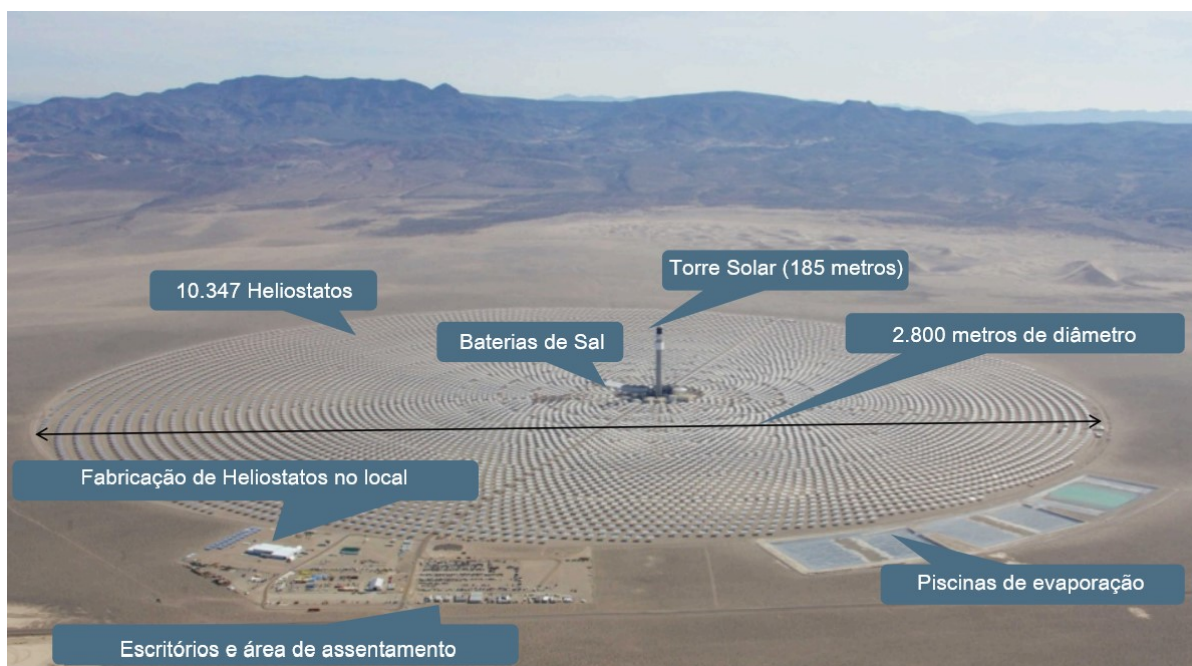 Torre Solar (185 metros)
10.347 Heliostatos
Baterias de Sal
2.800 metros de diâmetro
Fabricação de Heliostatos no local
Piscinas de evaporação
Escritórios e área de assentamento